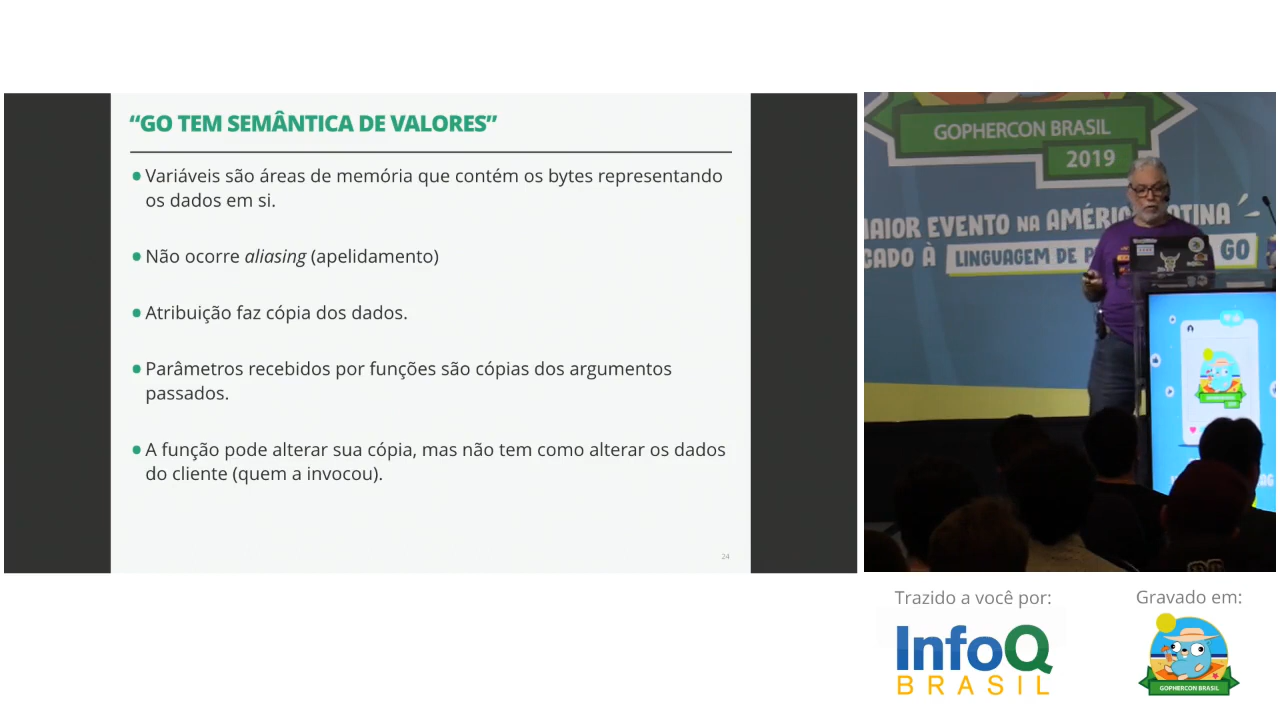 “GO TEM SEMÂNTICA DE VALORES”
Variáveis são áreas de memória que contém os bytes representando
os dados em si.
Não ocorre aliasing (apelidamento)
Atribuição faz cópia dos dados.
Parâmetros recebidos por funções são cópias dos argumentos
passados.
A função pode alterar sua cópia, mas não tem como alterar os dados
do cliente (quem a invocou).
24
GOPHERCON BRASIL
2019
MAIOR EVENTO NA AMÉRICA LATINA
CADO À LINGUAGEM DE P GO
Trazido a você por:
InfoQ
BRASIL
Gravado em:
GOPHERCON BRASIL